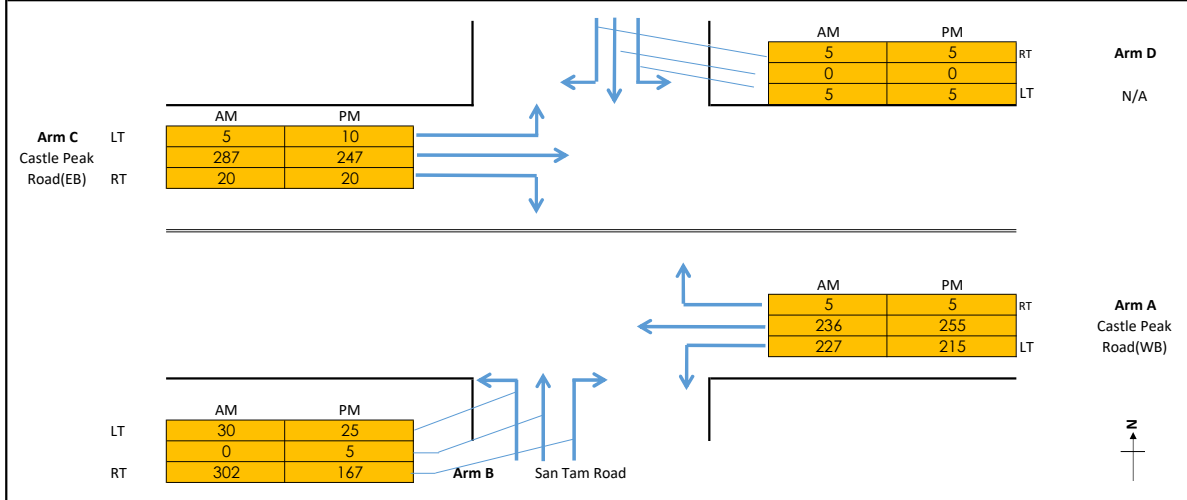 AM PM
5 5 RT Arm D
0 0
5 5 LT N/A
AM PM
Arm C LT 5 10
Castle Peak 287 247
Road(EB) RT 20 20
AM PM
5 5 RT Arm A
236 255 Castle Peak
227 215 LT Road(WB)
AM PM
LT 30 25
0 5
RT 302 167
Arm B San Tam Road
N